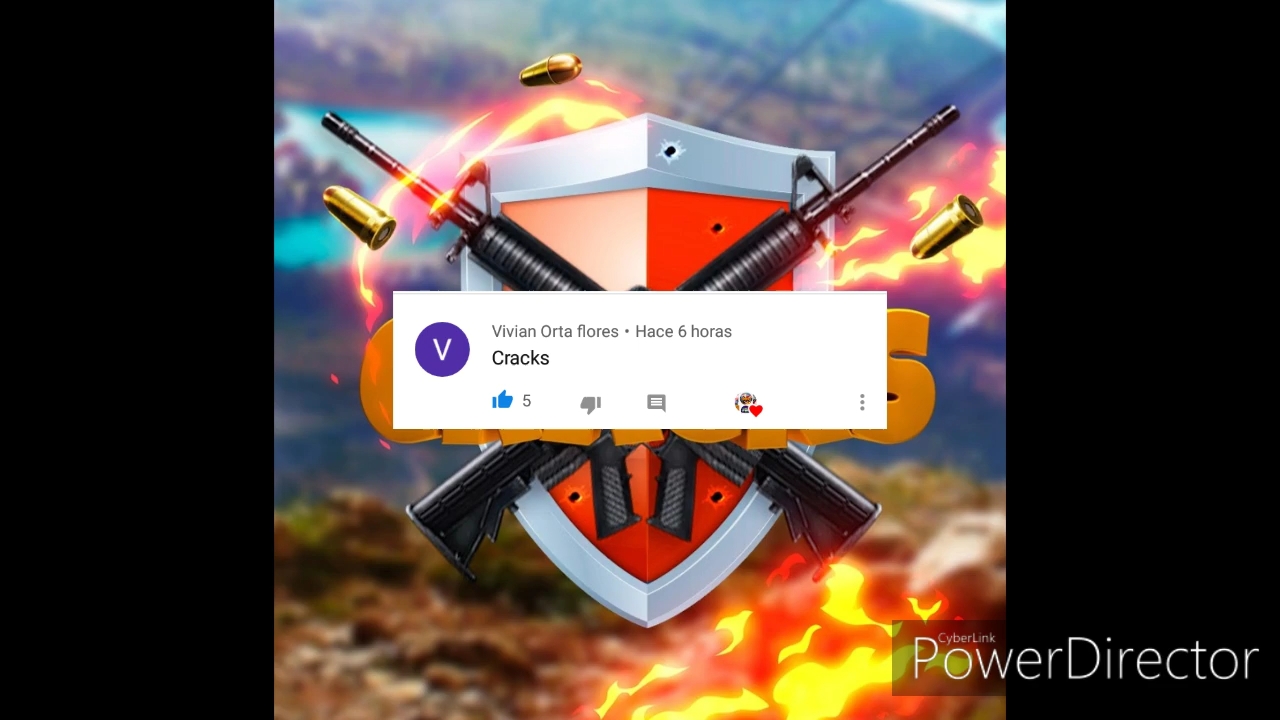 Vivian Orta flores • Hace 6 horas
Cracks
5
CyberLink
PowerDirector